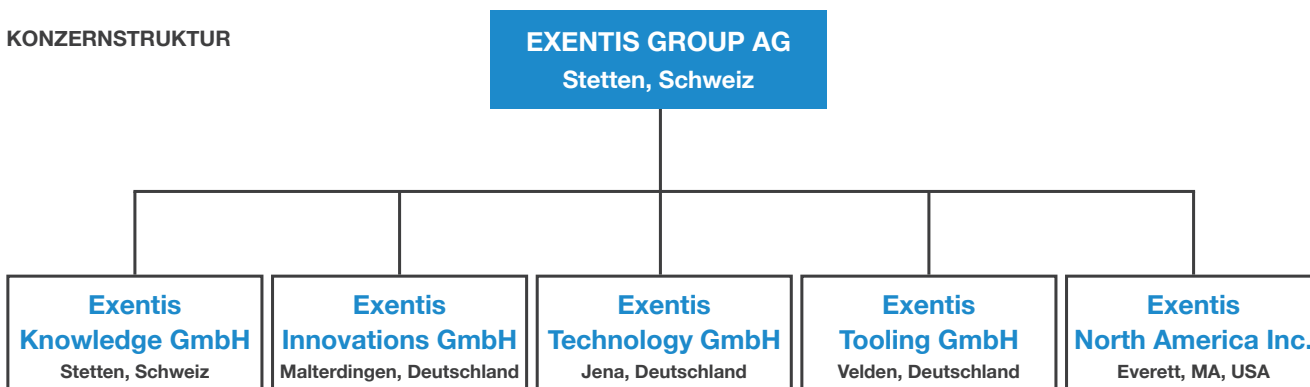 KONZERNSTRUKTUR
EXENTIS GROUP AG
Stetten, Schweiz
Exentis
Knowledge GmbH
Stetten, Schweiz
Exentis
Innovations GmbH
Malterdingen, Deutschland
Exentis
Technology GmbH
Jena, Deutschland
Exentis
Tooling GmbH
Velden, Deutschland
Exentis
North America Inc.
Everett, MA, USA